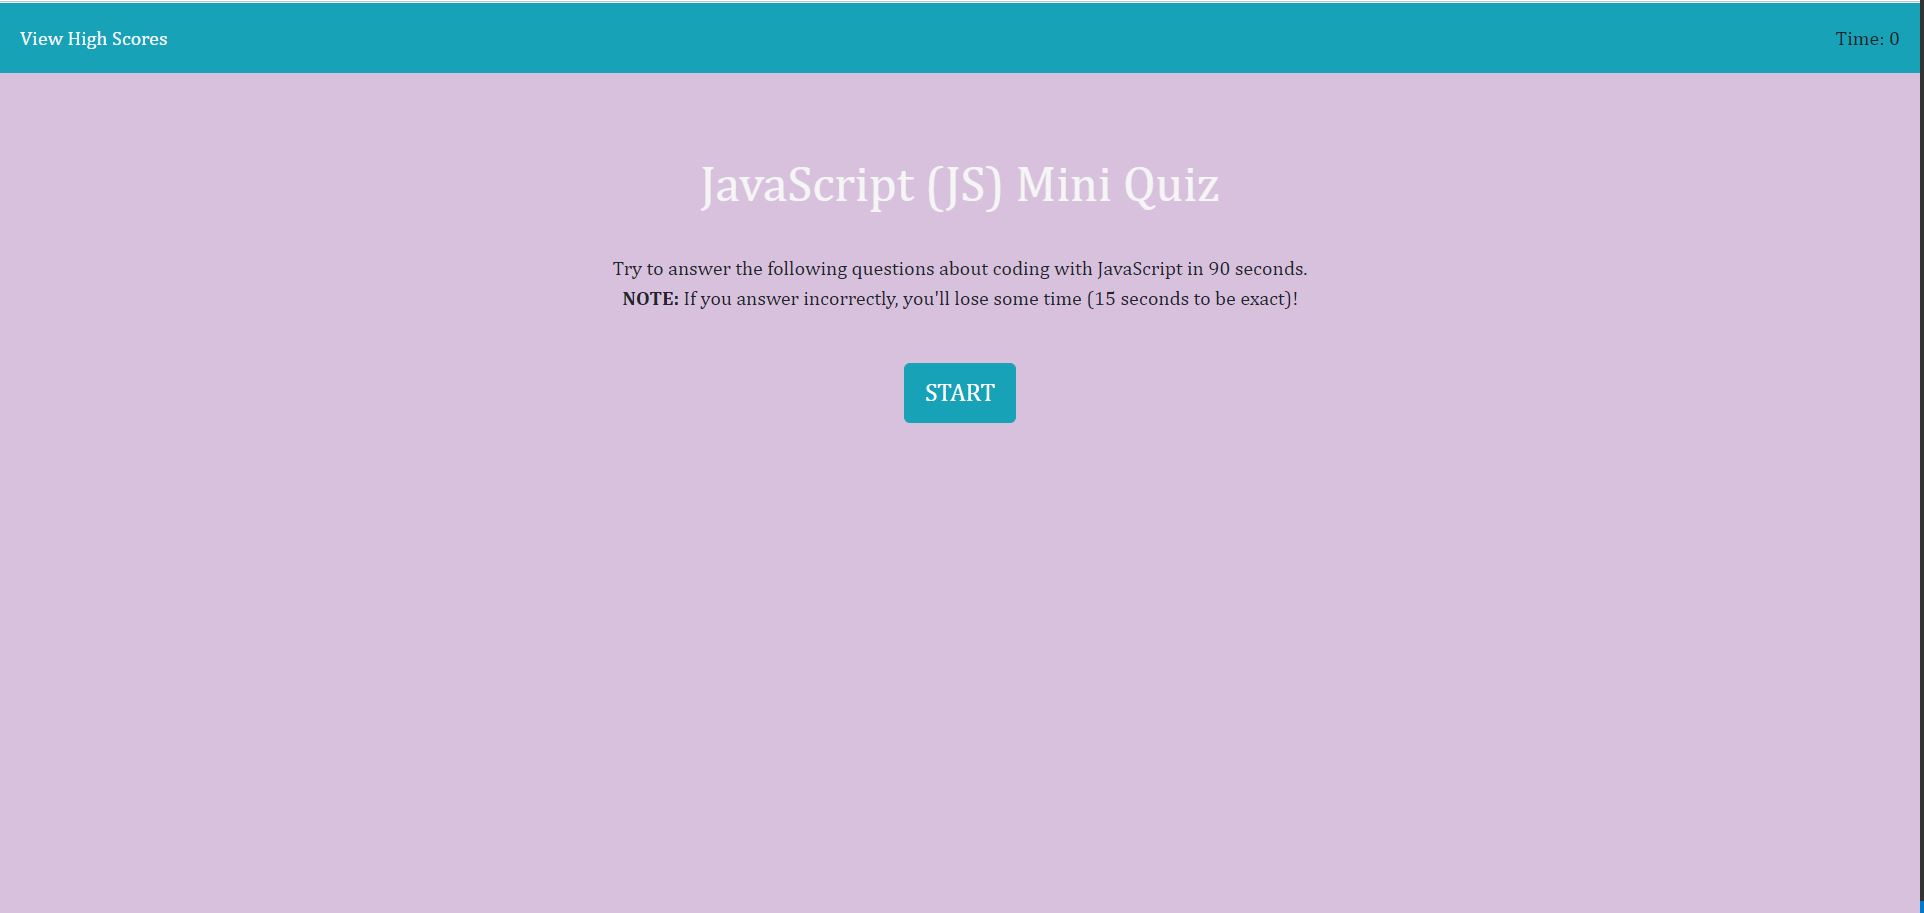 View High Scores
Time: 0
JavaScript (JS) Mini Quiz
Try to answer the following questions about coding with JavaScript in 90 seconds.
NOTE: If you answer incorrectly, you'll lose some time (15 seconds to be exact)!
START